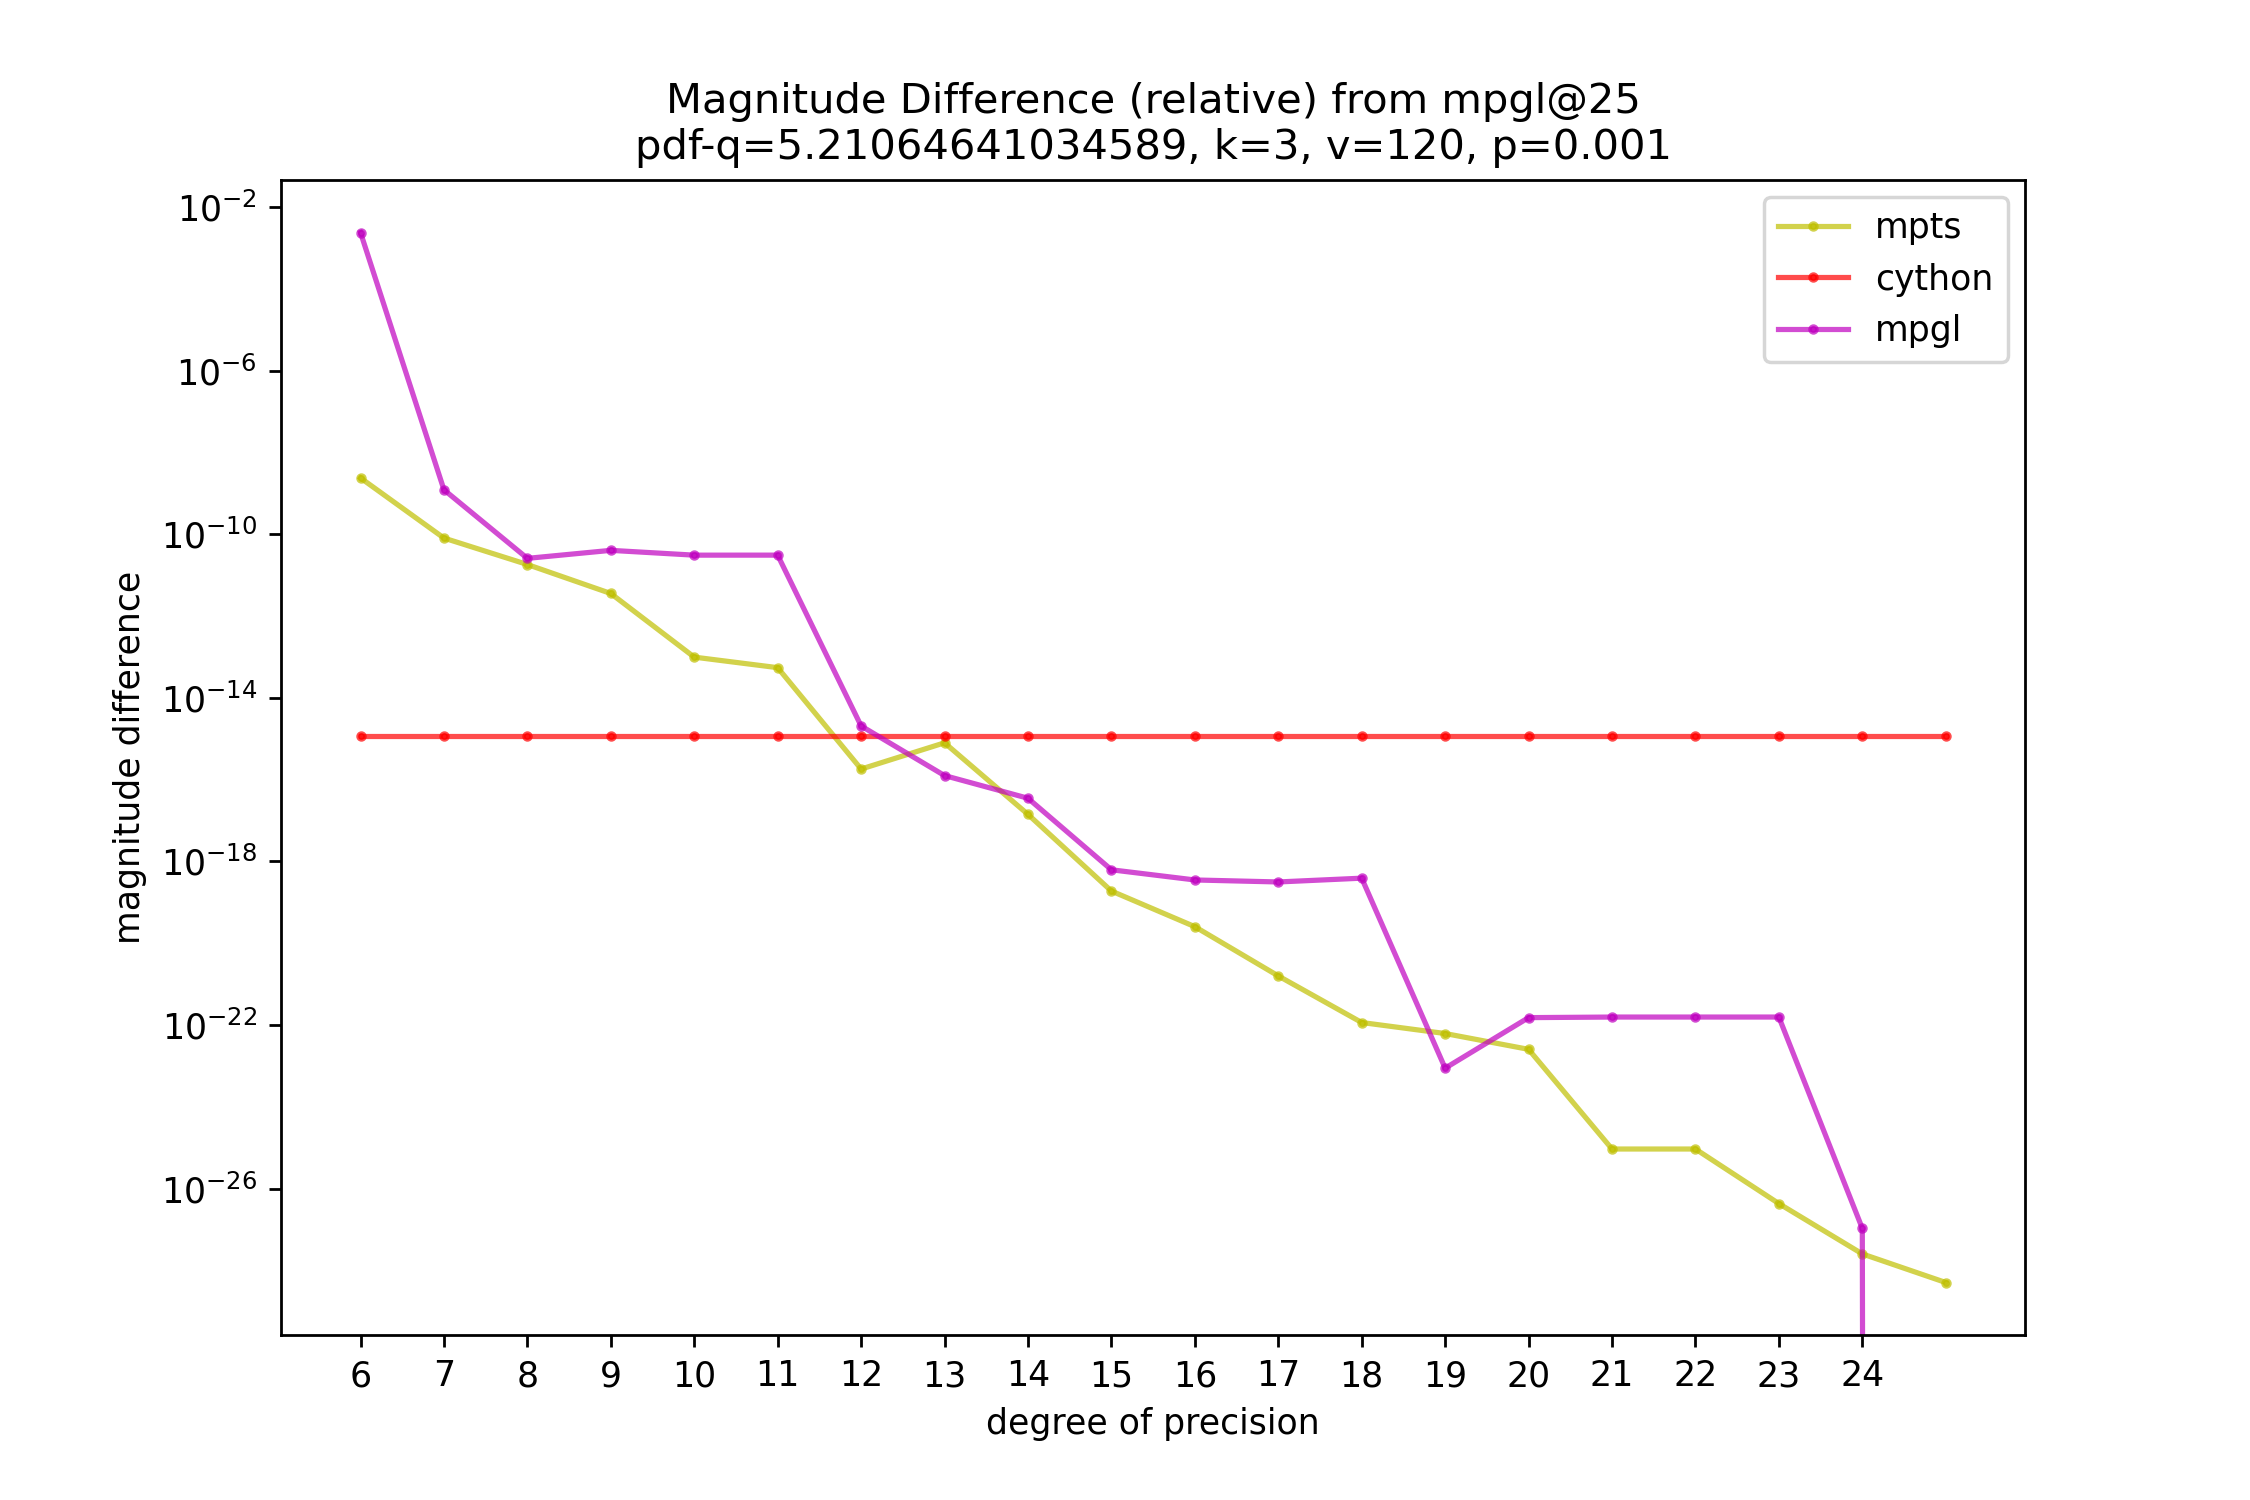 Magnitude Difference (relative) from mpgl@25
pdf-q=5.21064641034589, k=3, v=120, p=0.001
mpts
cython
mpgl
magnitude difference
10⁻²
10⁻⁶
10⁻¹⁰
10⁻¹⁴
10⁻¹⁸
10⁻²²
10⁻²⁶
6 7 8 9 10 11 12 13 14 15 16 17 18 19 20 21 22 23 24
degree of precision